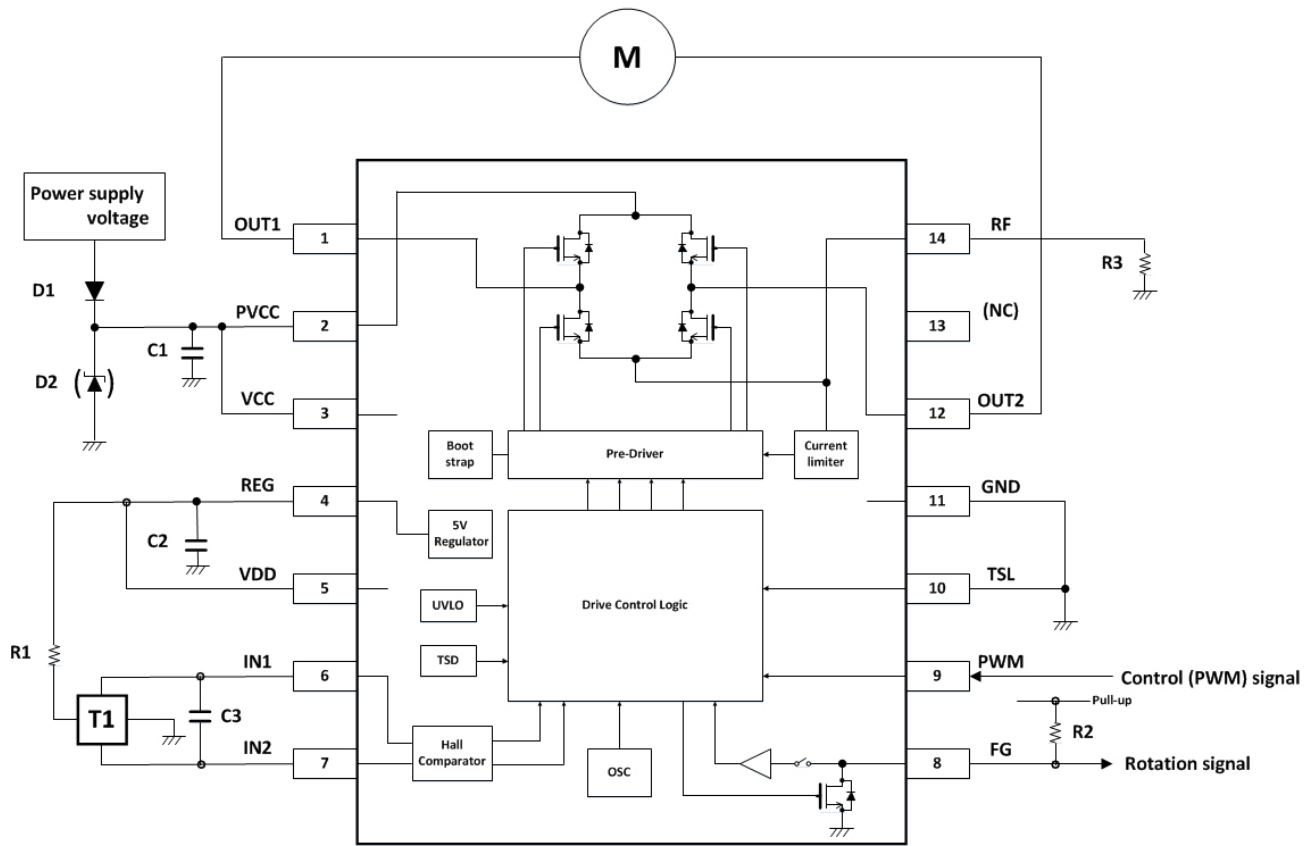 M
Power supply
voltage
OUT1
1
14
RF
R3
D1
PVCC
2
13
(NC)
C1
D2
( )
VCC
3
12
OUT2
Boot
strap
Pre-Driver
Current
limiter
REG
4
11
GND
C2
5V
Regulator
VDD
5
10
TSL
UVLO
Drive Control Logic
R1
TSD
IN1
6
9
PWM
Control (PWM) signal
Pull-up
T1
C3
R2
Hall
Comparator
IN2
7
OSC
8
FG
Rotation signal